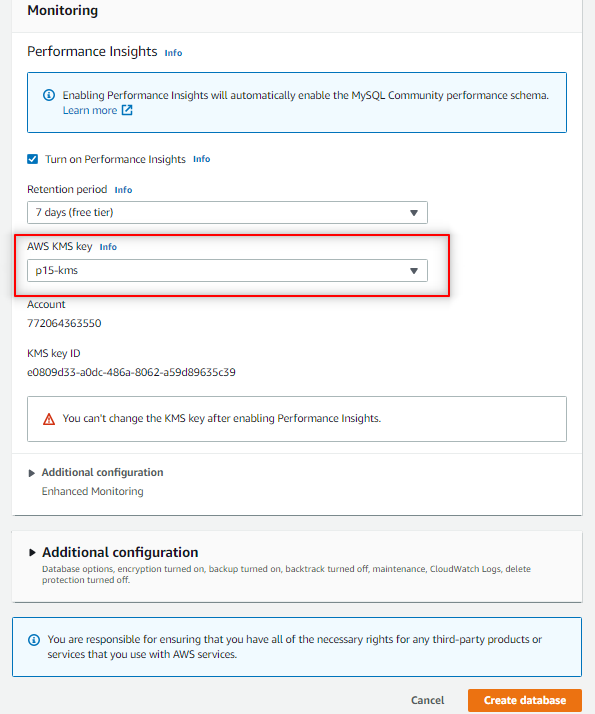 Monitoring
Performance Insights Info
Enabling Performance Insights will automatically enable the MySQL Community performance schema.
Learn more
Turn on Performance Insights Info
Retention period Info
7 days (free tier)
AWS KMS key Info
p15-kms
Account
772064363550
KMS key ID
e0809d33-a0dc-486a-8062-a59d89635c39
You can't change the KMS key after enabling Performance Insights.
Additional configuration
Enhanced Monitoring
Additional configuration
Database options, encryption turned on, backup turned on, backtrack turned off, maintenance, CloudWatch Logs, delete
protection turned off.
You are responsible for ensuring that you have all of the necessary rights for any third-party products or
services that you use with AWS services.
Cancel Create database